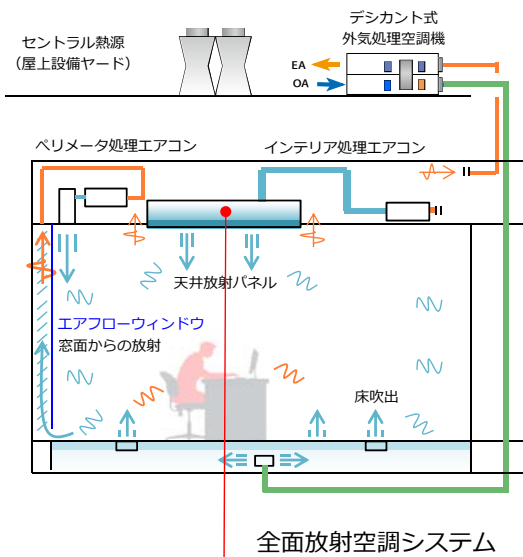 デシカント式
外気処理空調機
セントラル熱源
（屋上設備ヤード）
EA
OA
ペリメータ処理エアコン
インテリア処理エアコン
天井放射パネル
エアフローウィンドウ
窓面からの放射
床吹出
全面放射空調システム